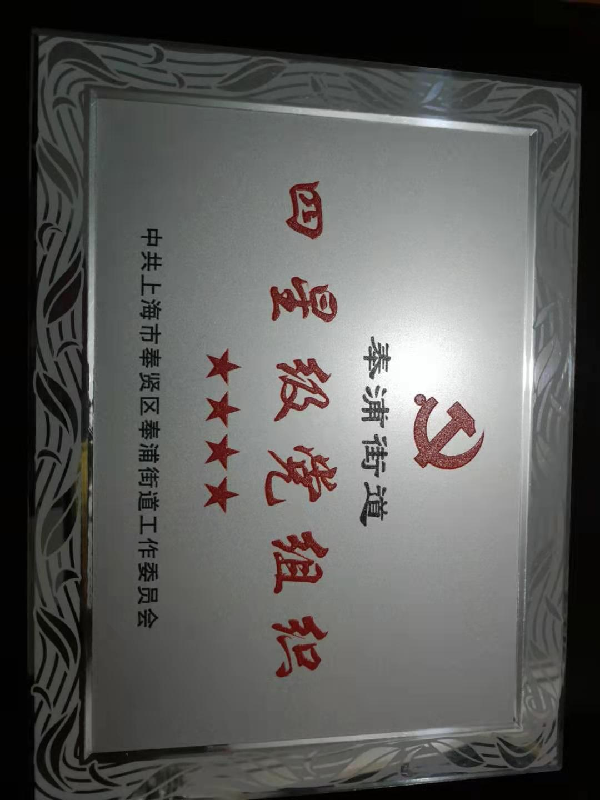 奉浦街道
四星级党组织
★★★★
中共上海市奉贤区奉浦街道工作委员会